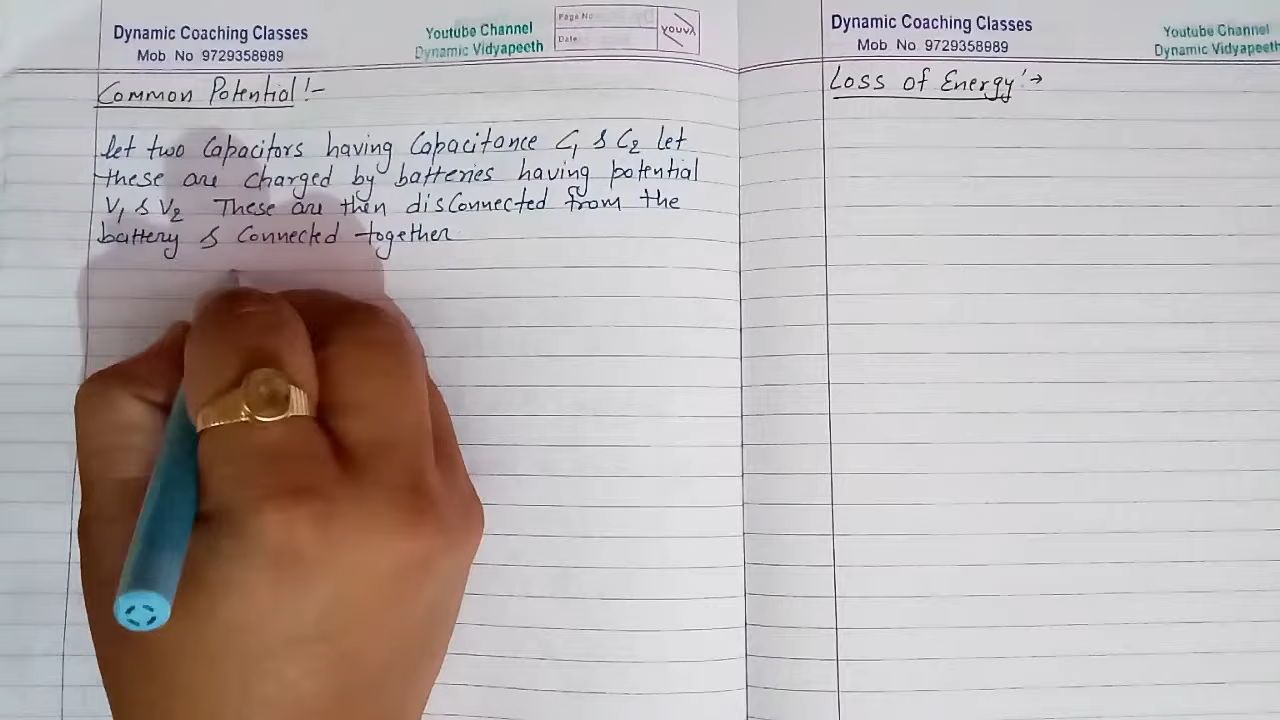 Dynamic Coaching Classes
Mob No 9729358989
Youtube Channel
Dynamic Vidyapeeth
Page No
Date
YOUVA
Common Potential :-
Let two Capacitors having Capacitance C1 & C2 let
these are charged by batteries having potential
V1 & V2 These are then disConnected from the
battery & Connected together
Dynamic Coaching Classes
Mob No 9729358989
Youtube Channel
Dynamic Vidyapeeth
Loss of Energy :→